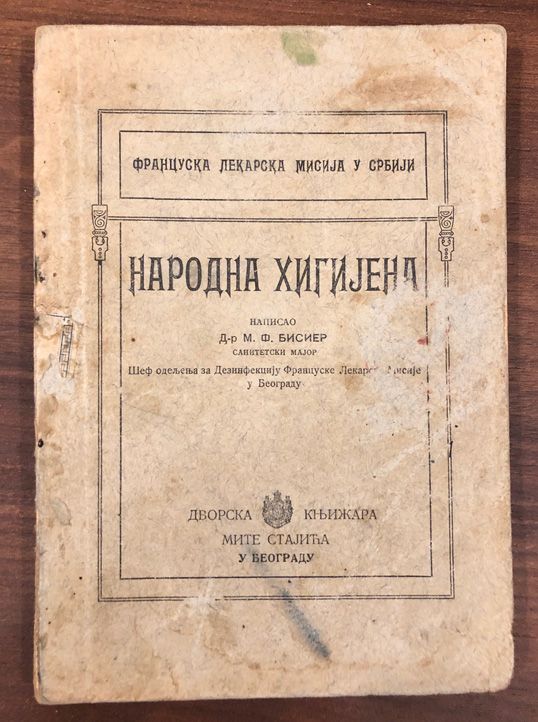 ФРАНЦУСКА ЛЕКАРСКА МИСИЈА У СРБИЈИ
НАРОДНА ХИГИЈЕНА
НАПИСАО
Д-р М. Ф. БИСИЕР
САНИТЕТСКИ МАЈОР
Шеф одељења за Дезинфекцију Француске Лекарске Мисије
у Београду
ДВОРСКА КЊИЖАРА
МИТЕ СТАЈИЋА
У БЕОГРАДУ